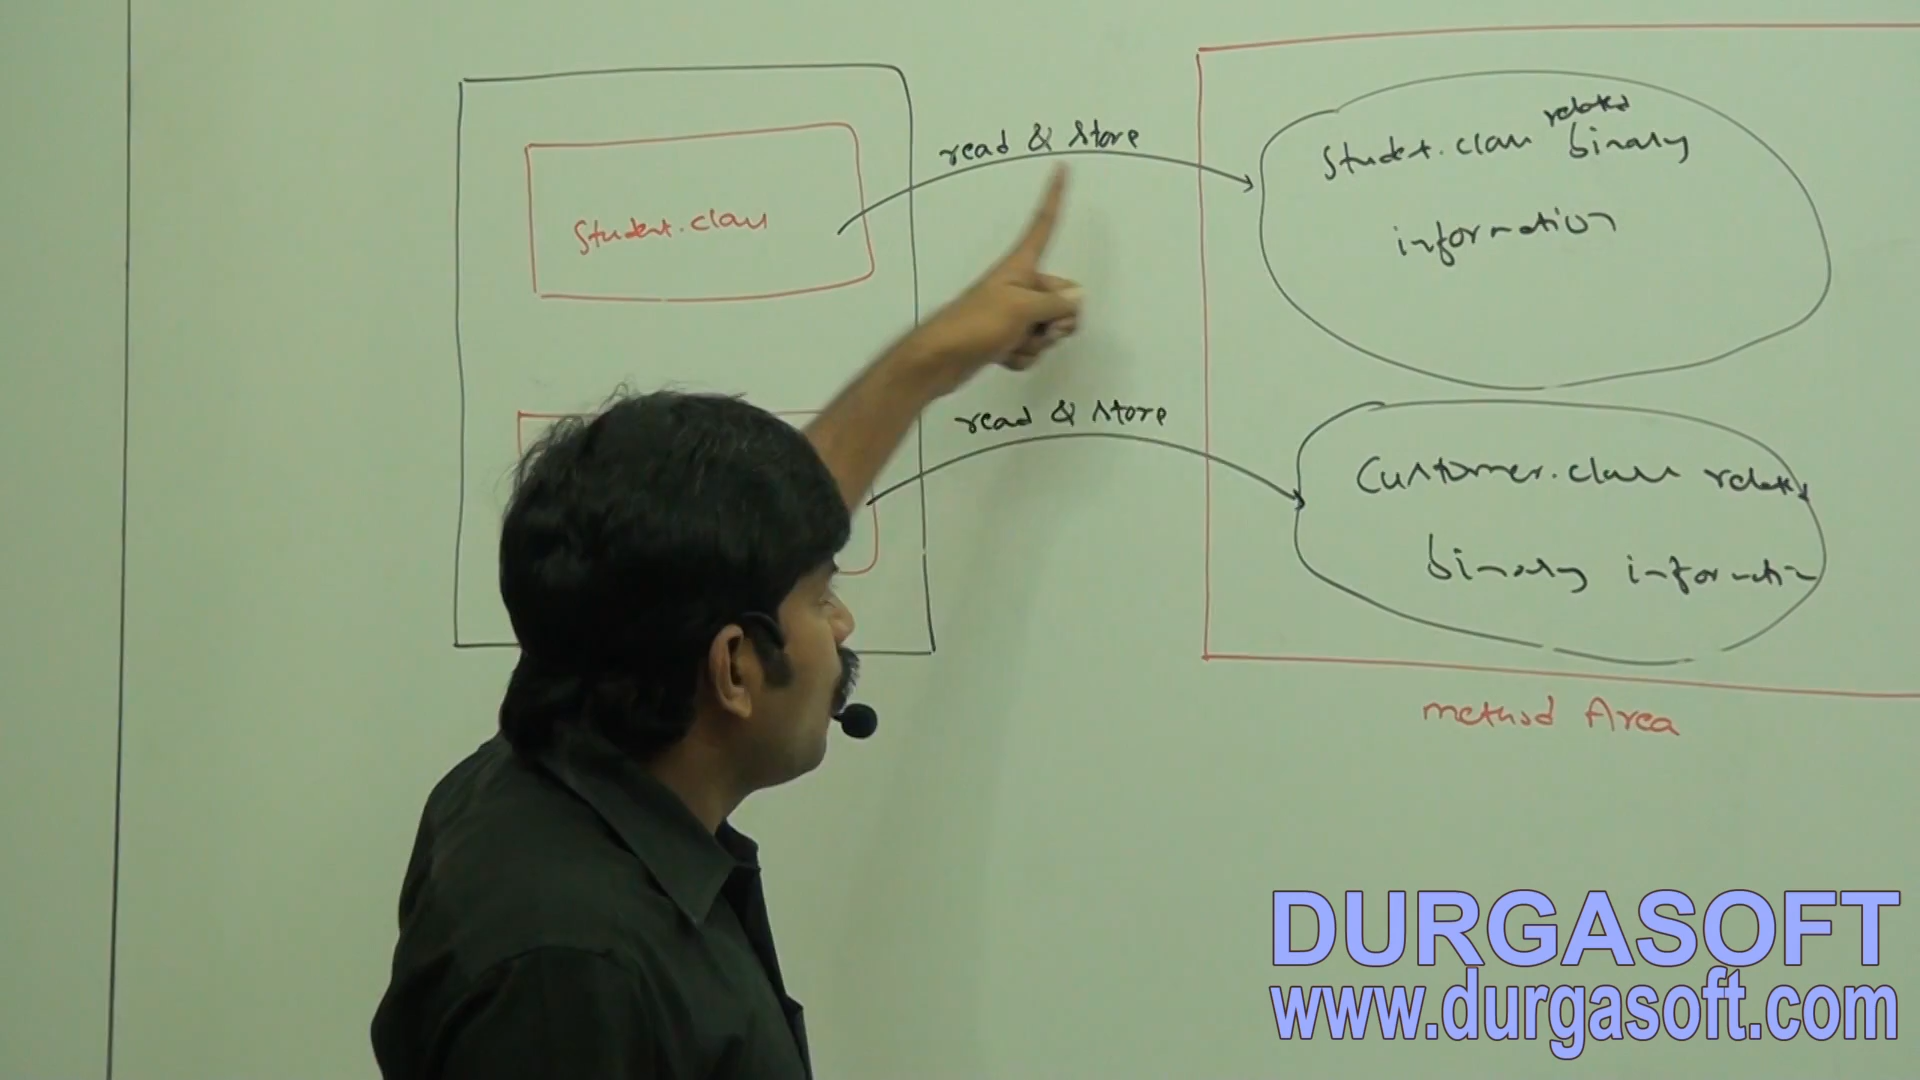 Student.class
read & store
Student.class related binary
information
read & store
Customer.class related
binary information
method Area
DURGASOFT
www.durgasoft.com